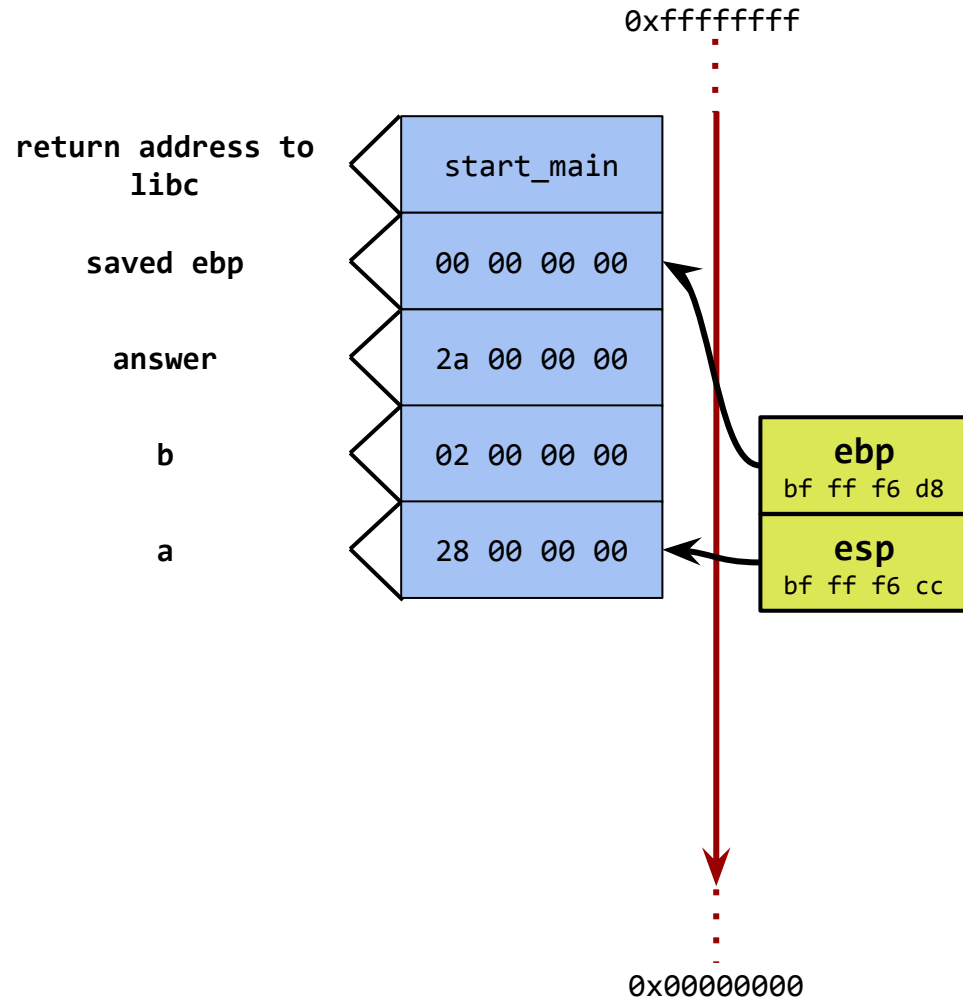 0xffffffff
return address to
libc
start_main
saved ebp
00 00 00 00
answer
2a 00 00 00
b
02 00 00 00
ebp
bf ff f6 d8
a
28 00 00 00
esp
bf ff f6 cc
0x00000000